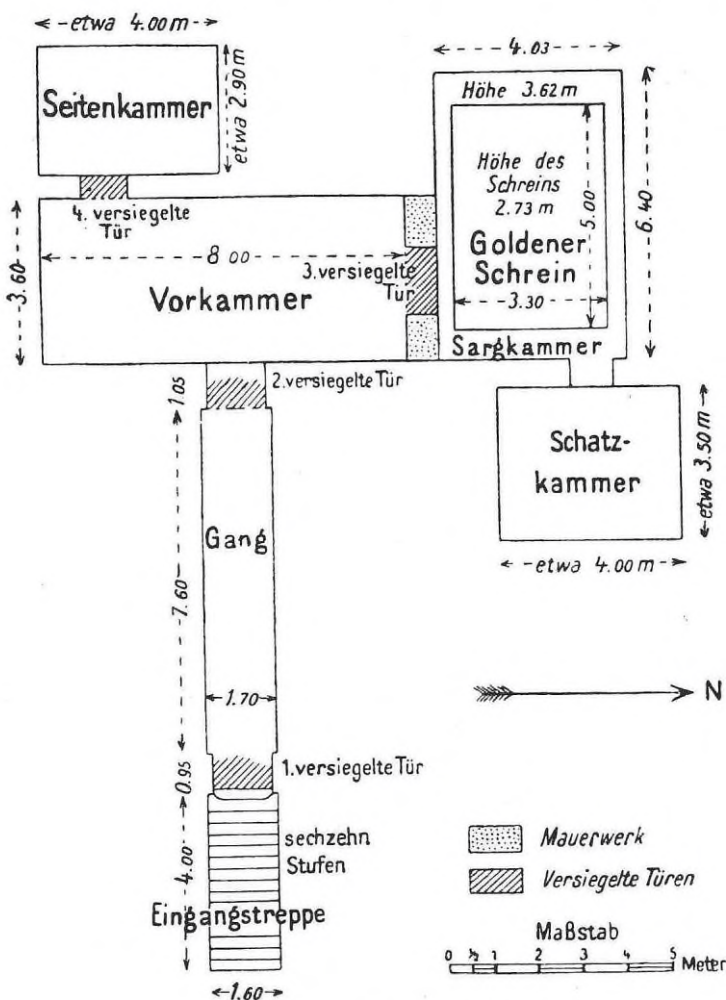 etwa 4.00 m
4.03
Seitenkammer
etwa 2.90 m
Höhe 3.62 m
Höhe des
Schreins
2.73 m
5.00
6.40
Goldener
Schrein
3.30
4. versiegelte
Tür
3.60
8 00
3.versiegelte
Tür
Vorkammer
Sargkammer
1.05
2.versiegelte Tür
Schatz-
kammer
etwa 3.50 m
etwa 4.00 m
Gang
7.60
1.70
N
0.95
1.versiegelte Tür
4.00
sechzehn
Stufen
Eingangstreppe
1.60
Mauerwerk
Versiegelte Türen
Maßstab
0 ½ 1 2 3 4 5
Meter